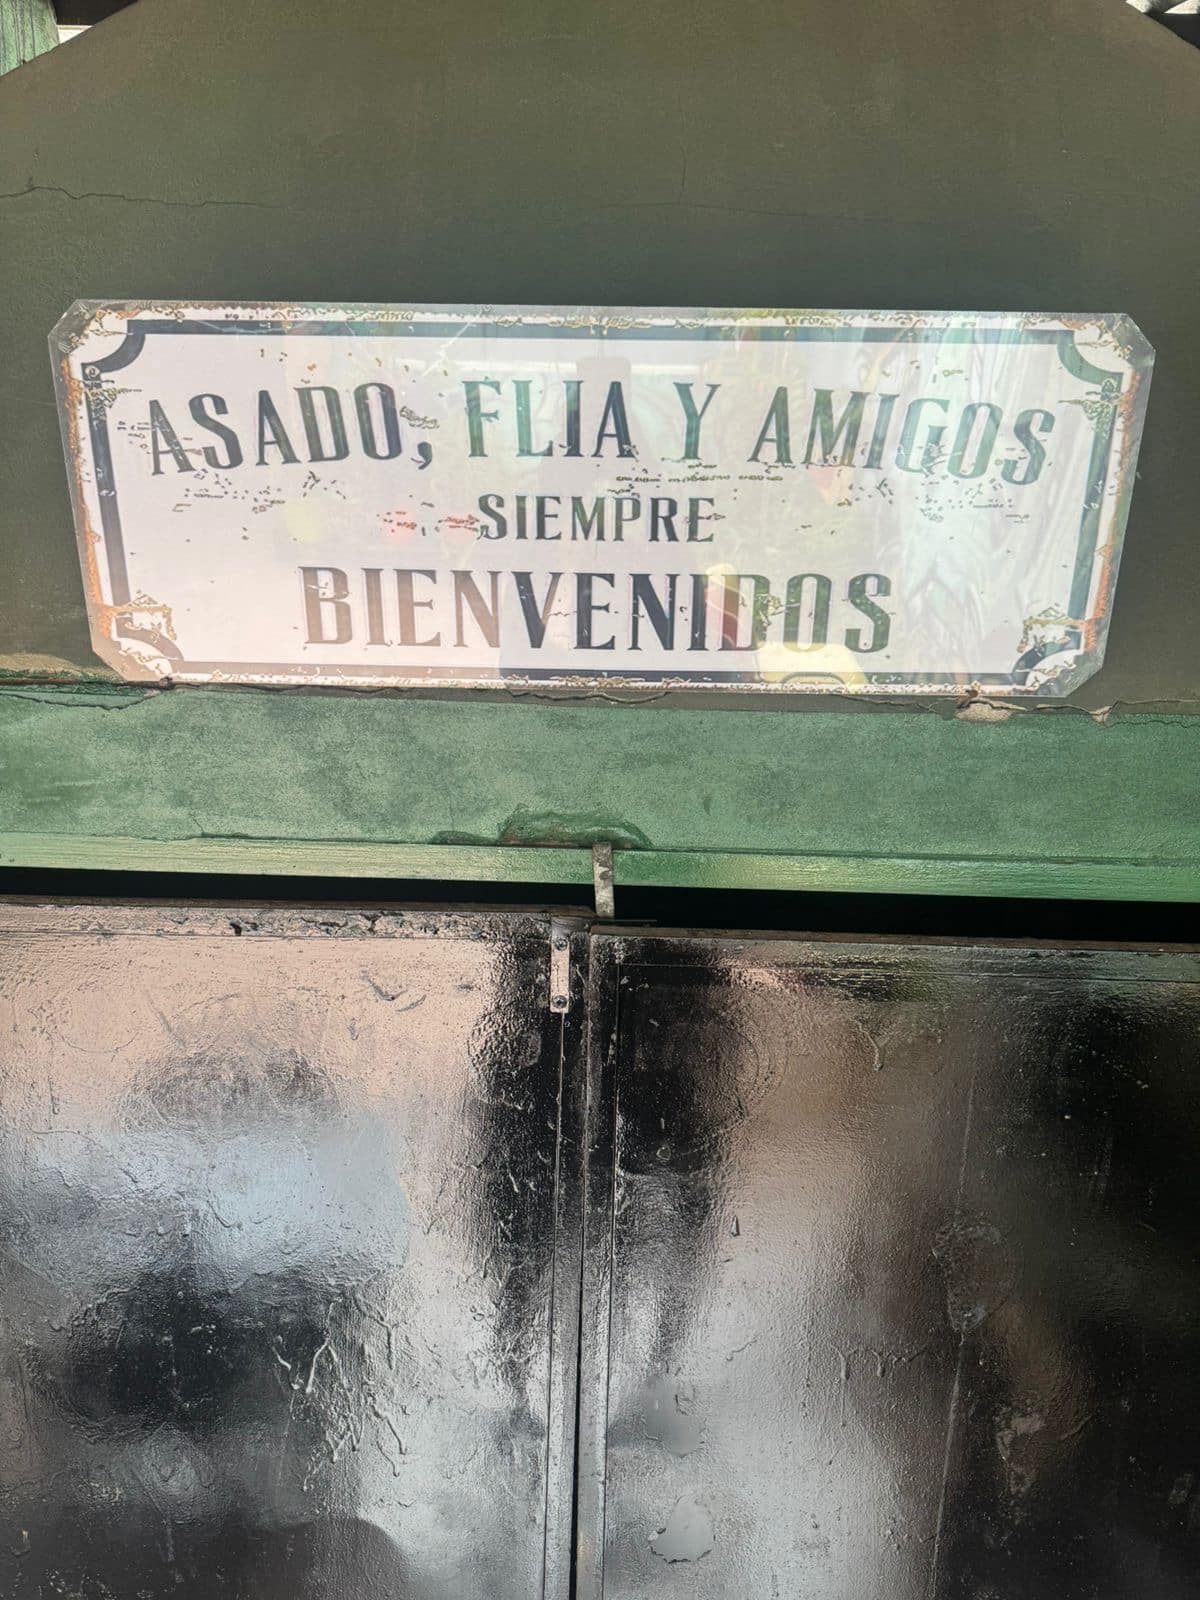 ASADO, FLIA Y AMIGOS
SIEMPRE
BIENVENIDOS